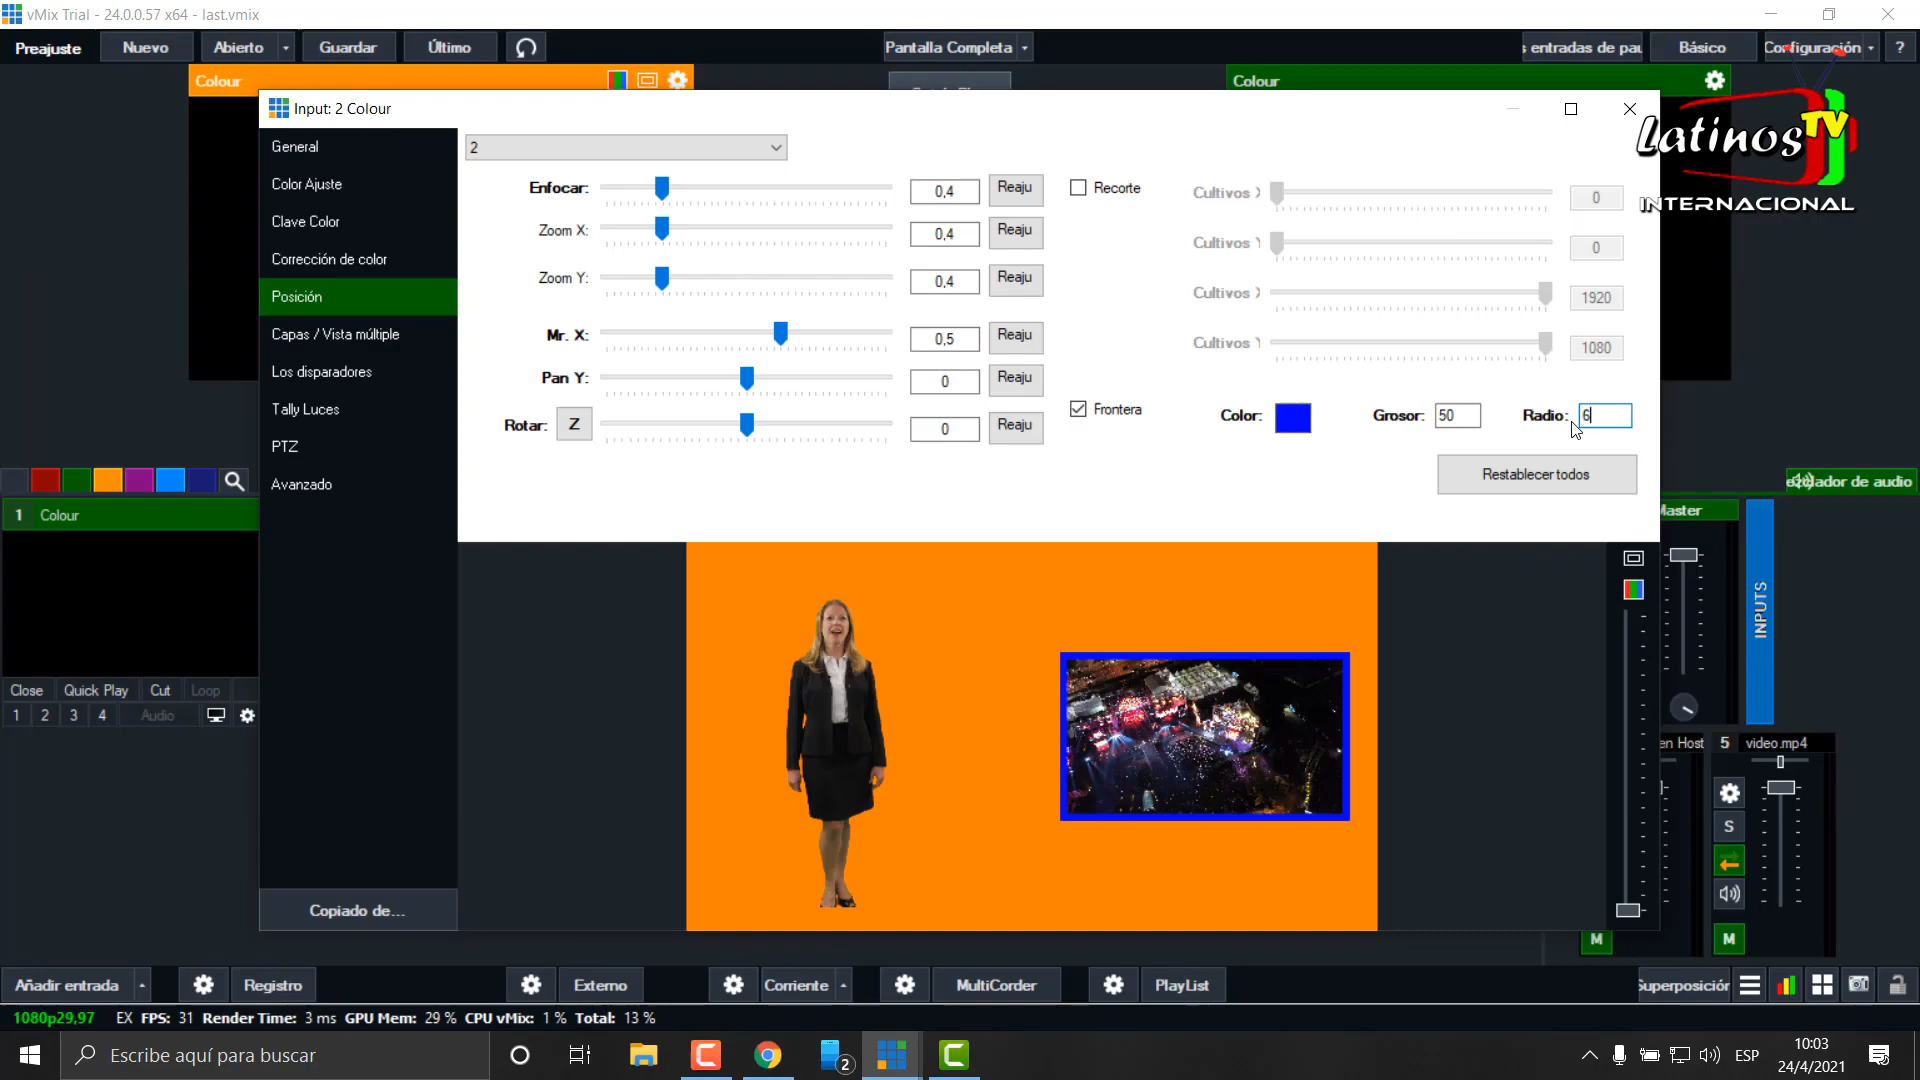 vMix Trial - 24.0.0.57 x64 - last.vmix
Preajuste Nuevo Abierto Guardar Último Pantalla Completa entradas de pau Básico Configuración ?
Colour Colour
Latinos TV
INTERNACIONAL
Input: 2 Colour
General
Color Ajuste
Clave Color
Corrección de color
Posición
Capas / Vista múltiple
Los disparadores
Tally Luces
PTZ
Avanzado
Copiado de...
2
Enfocar: 0,4 Reaju
Zoom X: 0,4 Reaju
Zoom Y: 0,4 Reaju
Mr. X: 0,5 Reaju
Pan Y: 0 Reaju
Rotar: Z 0 Reaju
Recorte
Cultivos 0
Cultivos 0
Cultivos 1920
Cultivos 1080
Frontera Color: Grosor: 50 Radio: 6
Restablecer todos
1 Colour
Close Quick Play Cut Loop
1 2 3 4 Audio
de audio
Master
INPUTS
en Host 5 video.mp4
S
M M
Añadir entrada Registro Externo Corriente MultiCorder PlayList Superposición
1080p29,97 EX FPS: 31 Render Time: 3 ms GPU Mem: 29 % CPU vMix: 1 % Total: 13 %
Escribe aquí para buscar
2
ESP
10:03
24/4/2021